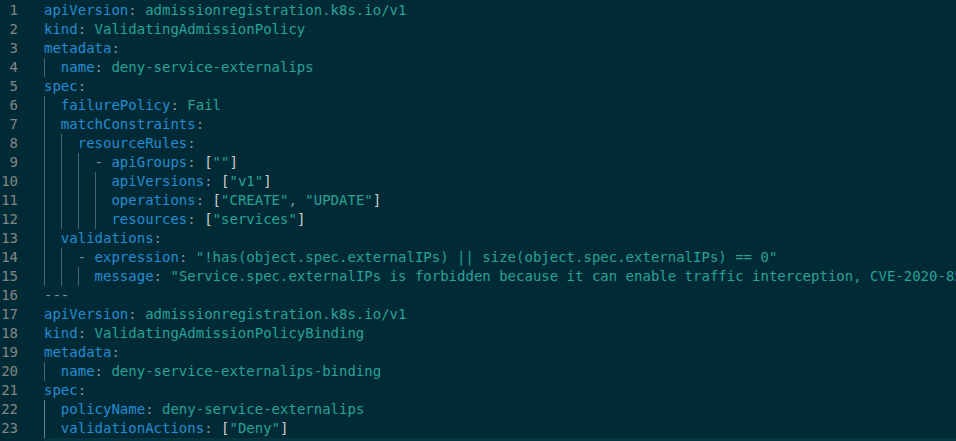 1 apiVersion: admissionregistration.k8s.io/v1
2 kind: ValidatingAdmissionPolicy
3 metadata:
4   name: deny-service-externalips
5 spec:
6   failurePolicy: Fail
7   matchConstraints:
8     resourceRules:
9       - apiGroups: [""]
10         apiVersions: ["v1"]
11         operations: ["CREATE", "UPDATE"]
12         resources: ["services"]
13   validations:
14     - expression: "!has(object.spec.externalIPs) || size(object.spec.externalIPs) == 0"
15       message: "Service.spec.externalIPs is forbidden because it can enable traffic interception, CVE-2020-8
16 ---
17 apiVersion: admissionregistration.k8s.io/v1
18 kind: ValidatingAdmissionPolicyBinding
19 metadata:
20   name: deny-service-externalips-binding
21 spec:
22   policyName: deny-service-externalips
23   validationActions: ["Deny"]